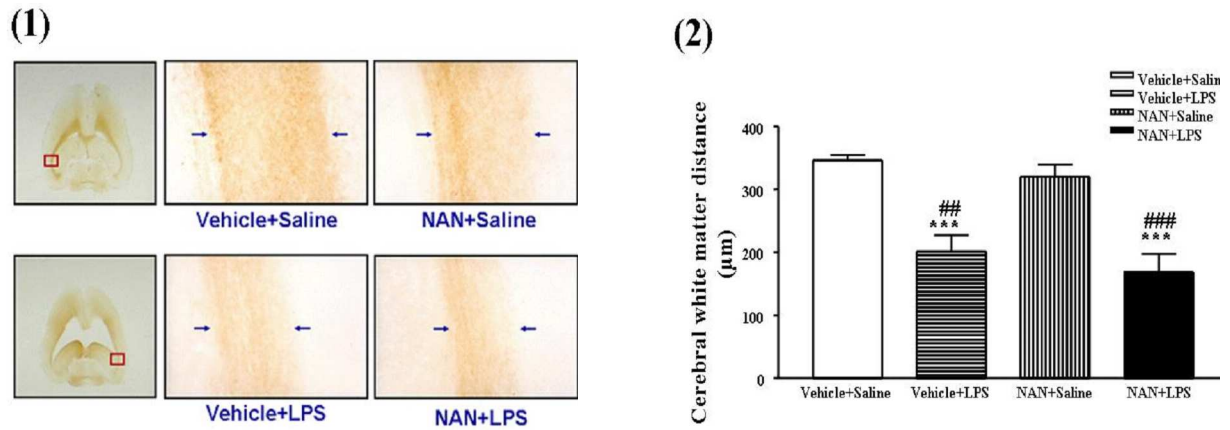 (1)
Vehicle+Saline
NAN+Saline
Vehicle+LPS
NAN+LPS
(2)
Vehicle+Salin
Vehicle+LPS
NAN+Saline
NAN+LPS
Cerebral white matter distance
(µm)
400
300
200
100
0
##
***
###
***
Vehicle+Saline
Vehicle+LPS
NAN+Saline
NAN+LPS